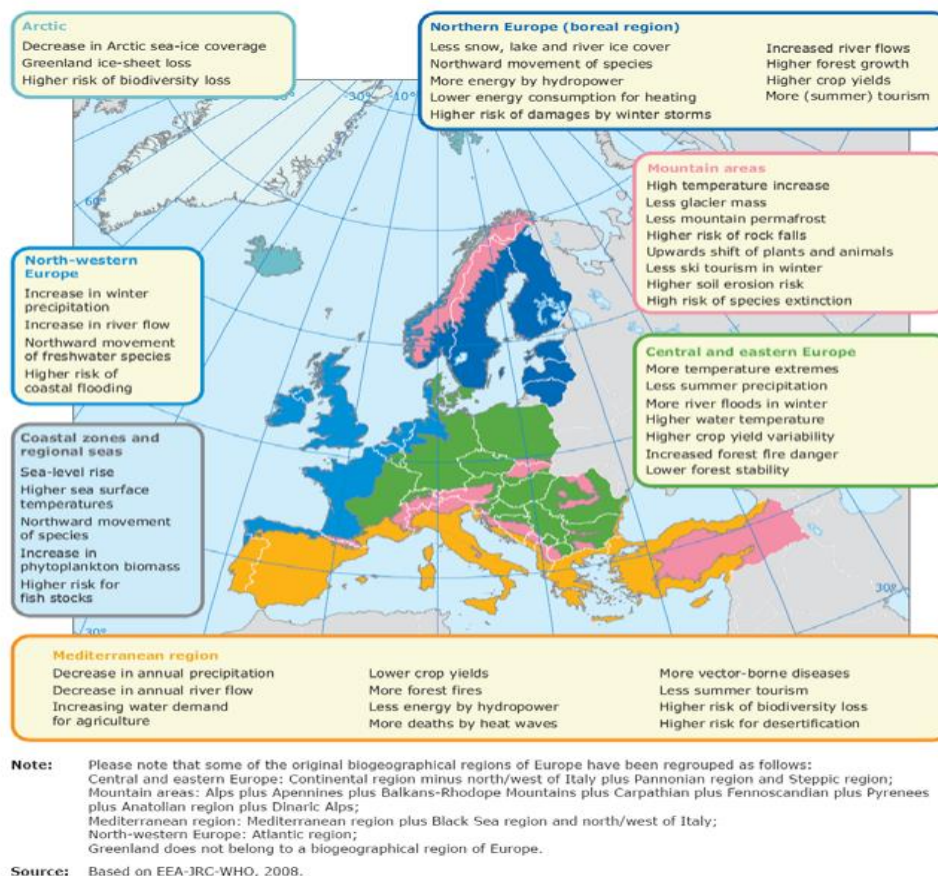 Arctic
Decrease in Arctic sea-ice coverage
Greenland ice-sheet loss
Higher risk of biodiversity loss
Northern Europe (boreal region)
Less snow, lake and river ice cover
Northward movement of species
More energy by hydropower
Lower energy consumption for heating
Higher risk of damages by winter storms
Increased river flows
Higher forest growth
Higher crop yields
More (summer) tourism
-30°
-10°
60°
Mountain areas
High temperature increase
Less glacier mass
Less mountain permafrost
Higher risk of rock falls
Upwards shift of plants and animals
Less ski tourism in winter
Higher soil erosion risk
High risk of species extinction
North-western
Europe
Increase in winter
precipitation
Increase in river flow
Northward movement
of freshwater species
Higher risk of
coastal flooding
Central and eastern Europe
More temperature extremes
Less summer precipitation
More river floods in winter
Higher water temperature
Higher crop yield variability
Increased forest fire danger
Lower forest stability
Coastal zones and
regional seas
Sea-level rise
Higher sea surface
temperatures
Northward movement
of species
Increase in
phytoplankton biomass
Higher risk for
fish stocks
30°
30°
Mediterranean region
Decrease in annual precipitation
Decrease in annual river flow
Increasing water demand
for agriculture
Lower crop yields
More forest fires
Less energy by hydropower
More deaths by heat waves
More vector-borne diseases
Less summer tourism
Higher risk of biodiversity loss
Higher risk for desertification
Note: Please note that some of the original biogeographical regions of Europe have been regrouped as follows:
Central and eastern Europe: Continental region minus north/west of Italy plus Pannonian region and Steppic region;
Mountain areas: Alps plus Apennines plus Balkans-Rhodope Mountains plus Carpathian plus Fennoscandian plus Pyrenees
plus Anatolian region plus Dinaric Alps;
Mediterranean region: Mediterranean region plus Black Sea region and north/west of Italy;
North-western Europe: Atlantic region;
Greenland does not belong to a biogeographical region of Europe.
Source: Based on EEA-JRC-WHO, 2008.